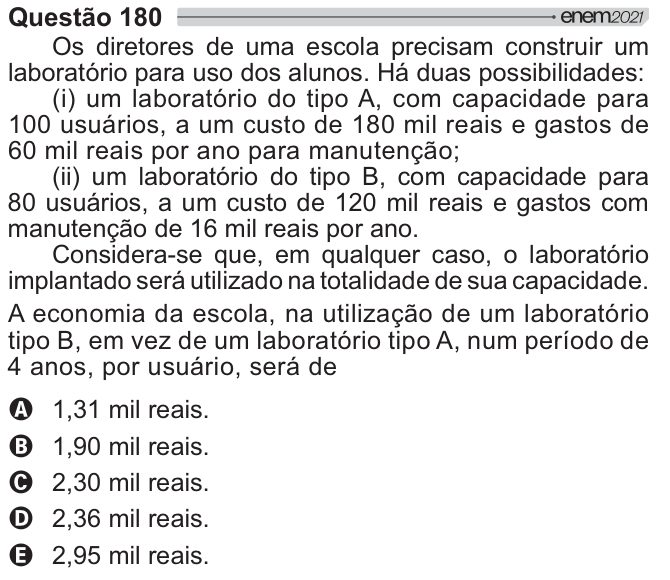 Questão 180 enem2021
Os diretores de uma escola precisam construir um
laboratório para uso dos alunos. Há duas possibilidades:
(i) um laboratório do tipo A, com capacidade para
100 usuários, a um custo de 180 mil reais e gastos de
60 mil reais por ano para manutenção;
(ii) um laboratório do tipo B, com capacidade para
80 usuários, a um custo de 120 mil reais e gastos com
manutenção de 16 mil reais por ano.
Considera-se que, em qualquer caso, o laboratório
implantado será utilizado na totalidade de sua capacidade.
A economia da escola, na utilização de um laboratório
tipo B, em vez de um laboratório tipo A, num período de
4 anos, por usuário, será de
A 1,31 mil reais.
B 1,90 mil reais.
C 2,30 mil reais.
D 2,36 mil reais.
E 2,95 mil reais.